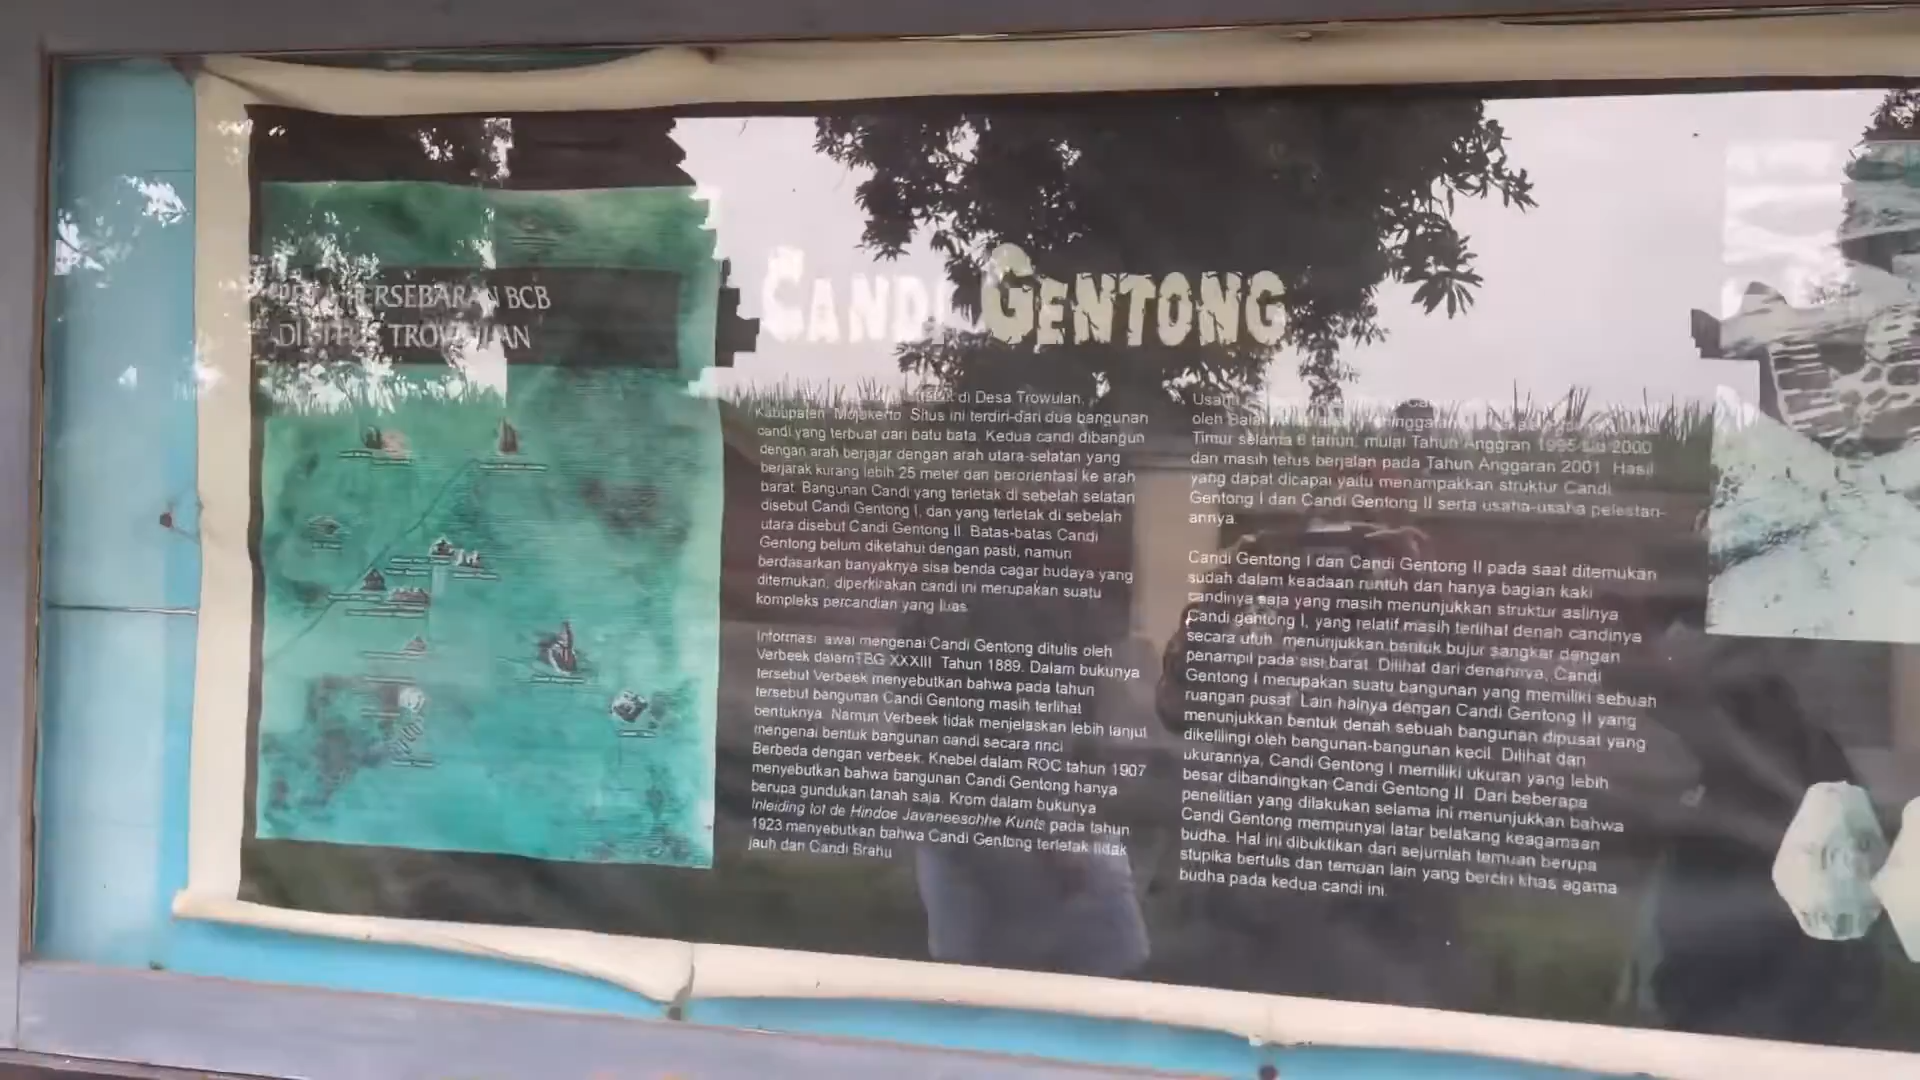 PETA PERSEBARAN BCB
DI SITUS TROWULAN
CANDI GENTONG
di Desa Trowulan,
Kabupaten Mojokerto. Situs ini terdiri dari dua bangunan
candi yang terbuat dari batu bata. Kedua candi dibangun
dengan arah berjajar dengan arah utara-selatan yang
berjarak kurang lebih 25 meter dan berorientasi ke arah
barat. Bangunan Candi yang terletak di sebelah selatan
disebut Candi Gentong I, dan yang terletak di sebelah
utara disebut Candi Gentong II. Batas-batas Candi
Gentong belum diketahui dengan pasti, namun
berdasarkan banyaknya sisa benda cagar budaya yang
ditemukan, diperkirakan candi ini merupakan suatu
kompleks percandian yang luas.
Informasi awal mengenai Candi Gentong ditulis oleh
Verbeek dalam TBG XXXIII Tahun 1889. Dalam bukunya
tersebut Verbeek menyebutkan bahwa pada tahun
tersebut bangunan Candi Gentong masih terlihat
bentuknya. Namun Verbeek tidak menjelaskan lebih lanjut
mengenai bentuk bangunan candi secara rinci
Berbeda dengan verbeek, Knebel dalam ROC tahun 1907
menyebutkan bahwa bangunan Candi Gentong hanya
berupa gundukan tanah saja. Krom dalam bukunya
Inleiding tot de Hindoe Javaneeschhe Kunts pada tahun
1923 menyebutkan bahwa Candi Gentong terletak tidak
jauh dari Candi Brahu
Usaha
oleh
Timur selama 6 tahun, mulai Tahun Anggran 1995 2000
dan masih terus berjalan pada Tahun Anggaran 2001. Hasil
yang dapat dicapai yaitu menampakkan struktur Candi
Gentong I dan Candi Gentong II serta usaha-usaha pelestari-
annya.
Candi Gentong I dan Candi Gentong II pada saat ditemukan
sudah dalam keadaan runtuh dan hanya bagian kaki
candinya saja yang masih menunjukkan struktur aslinya
Candi gentong I, yang relatif masih terlihat denah candinya
secara utuh, menunjukkan bentuk bujur sangkar dengan
penampil pada sisi barat. Dilihat dari denahnya, Candi
Gentong I merupakan suatu bangunan yang memiliki sebuah
ruangan pusat. Lain halnya dengan Candi Gentong II yang
menunjukkan bentuk denah sebuah bangunan dipusat yang
dikelilingi oleh bangunan-bangunan kecil. Dilihat dari
ukurannya, Candi Gentong I memiliki ukuran yang lebih
besar dibandingkan Candi Gentong II. Dari beberapa
penelitian yang dilakukan selama ini menunjukkan bahwa
Candi Gentong mempunyai latar belakang keagamaan
budha. Hal ini dibuktikan dari sejumlah temuan berupa
stupika bertulis dan temuan lain yang berciri khas agama
budha pada kedua candi ini.